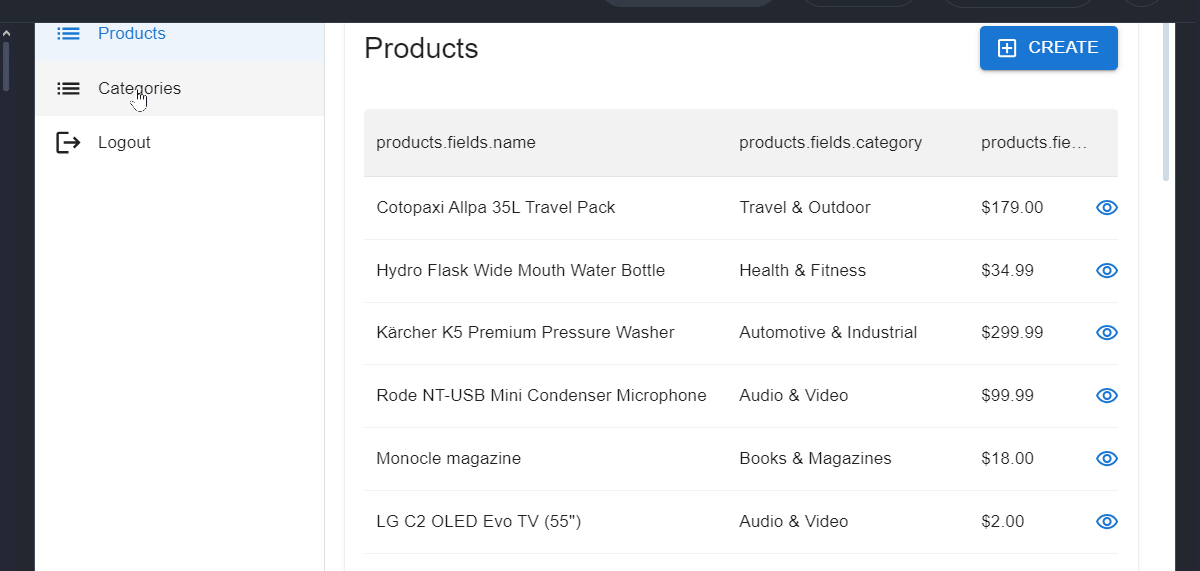 Products
Categories
Logout
Products
CREATE
products.fields.name products.fields.category products.fie…
Cotopaxi Allpa 35L Travel Pack Travel & Outdoor $179.00
Hydro Flask Wide Mouth Water Bottle Health & Fitness $34.99
Kärcher K5 Premium Pressure Washer Automotive & Industrial $299.99
Rode NT-USB Mini Condenser Microphone Audio & Video $99.99
Monocle magazine Books & Magazines $18.00
LG C2 OLED Evo TV (55") Audio & Video $2.00